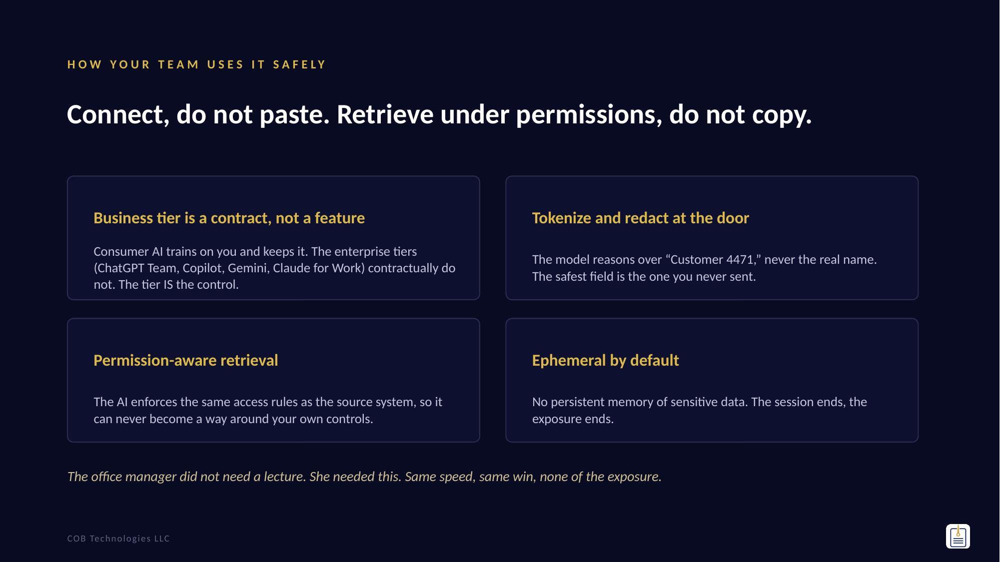 HOW YOUR TEAM USES IT SAFELY
Connect, do not paste. Retrieve under permissions, do not copy.
Business tier is a contract, not a feature
Consumer AI trains on you and keeps it. The enterprise tiers
(ChatGPT Team, Copilot, Gemini, Claude for Work) contractually do
not. The tier IS the control.
Tokenize and redact at the door
The model reasons over “Customer 4471,” never the real name.
The safest field is the one you never sent.
Permission-aware retrieval
The AI enforces the same access rules as the source system, so it
can never become a way around your own controls.
Ephemeral by default
No persistent memory of sensitive data. The session ends, the
exposure ends.
The office manager did not need a lecture. She needed this. Same speed, same win, none of the exposure.
COB Technologies LLC